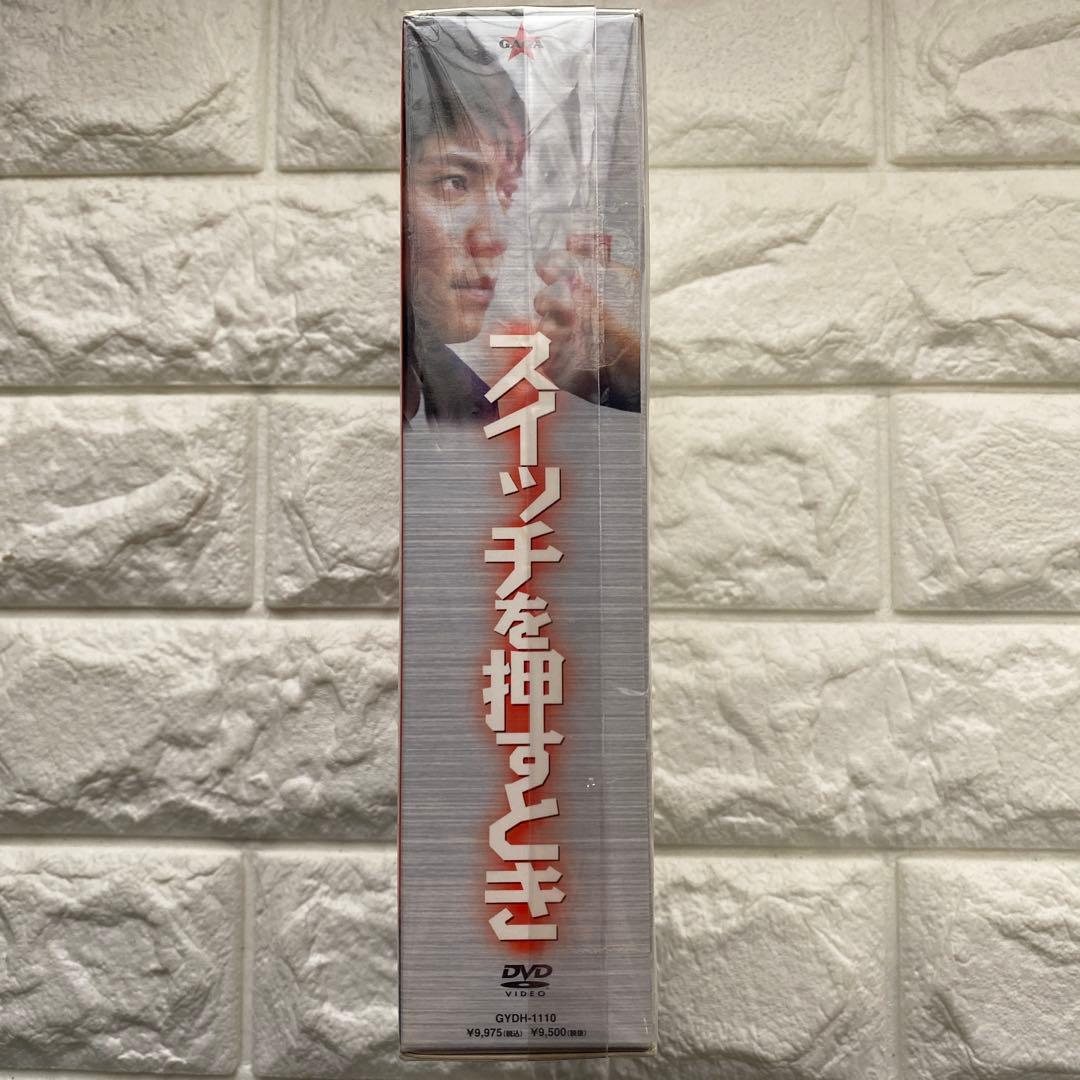 GAGA
スイッチを押すとき
DVD
VIDEO
GYDH-1110
¥9,975(税込) ¥9,500(税抜)